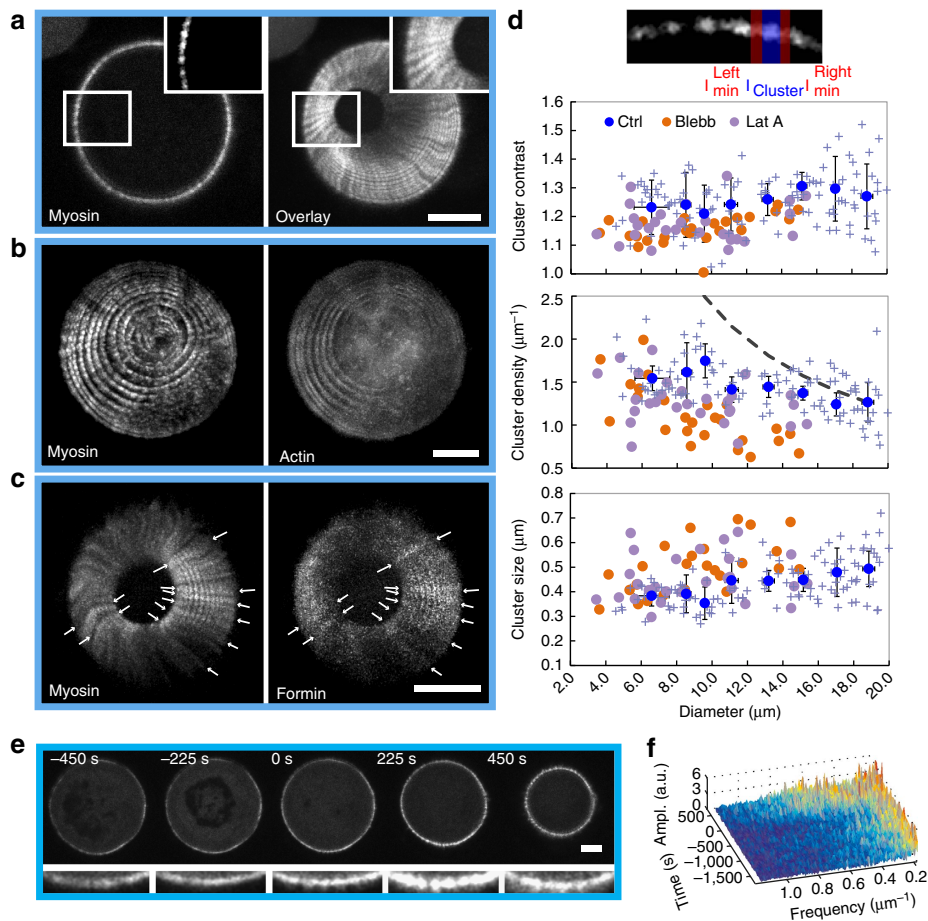 a
Myosin
Overlay
b
Myosin
Actin
c
Myosin
Formin
d
I Left min
I Cluster
I Right min
Ctrl Blebb Lat A
Cluster contrast
1.6
1.5
1.4
1.3
1.2
1.1
1.0
Cluster density (μm⁻¹)
2.5
2.0
1.5
1.0
0.5
Cluster size (μm)
0.8
0.7
0.6
0.5
0.4
0.3
0.2
0.1
2.0 4.0 6.0 8.0 10.0 12.0 14.0 16.0 18.0 20.0
Diameter (μm)
e
−450 s −225 s 0 s 225 s 450 s
f
Ampl. (a.u.)
6
3
0
500
0
−500
−1,000
−1,500
Time (s)
1.0 0.8 0.6 0.4 0.2
Frequency (μm⁻¹)